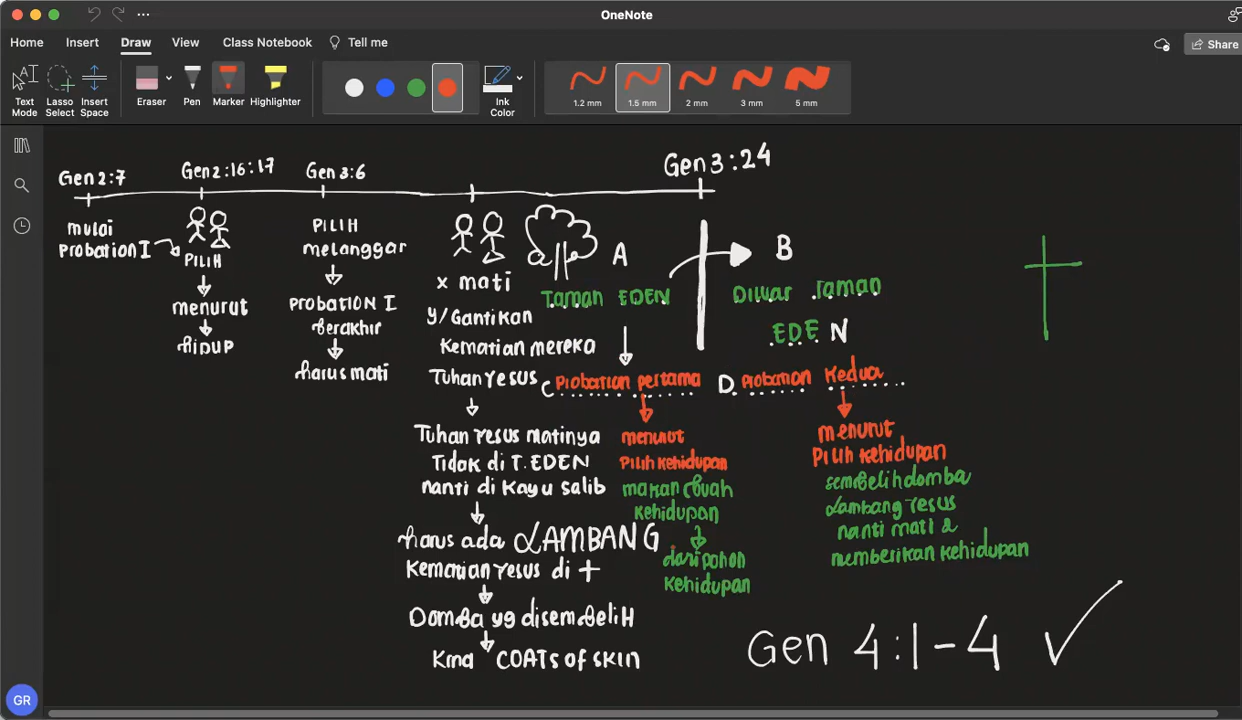 OneNote
Home Insert Draw View Class Notebook Tell me
Share
Text Mode
Lasso Select
Insert Space
Eraser
Pen
Marker
Highlighter
Ink Color
1.2 mm
1.5 mm
2 mm
3 mm
5 mm
Gen 2:7
Gen 2:16:17
Gen 3:6
Gen 3:24
mulai
Probation I
PILIH
menurut
hidup
PILIH
melanggar
PROBATION I
berakhir
harus mati
x mati
y/Gantikan
Kematian mereka
Tuhan Yesus
Tuhan Yesus matinya
Tidak di T.EDEN
nanti di Kayu salib
harus ada LAMBANG
Kematian Yesus di +
Domba yg disembelih
Krna COATS of SKIN
A
Taman EDEN
C Probation pertama
menurut
Pilih Kehidupan
makan buah
Kehidupan
dari pohon
Kehidupan
B
Diluar Taman
EDEN
D. Probation Kedua
menurut
Pilih Kehidupan
sembelih domba
Lambang Yesus
nanti mati &
memberikan Kehidupan
Gen 4:1-4 ✓
GR